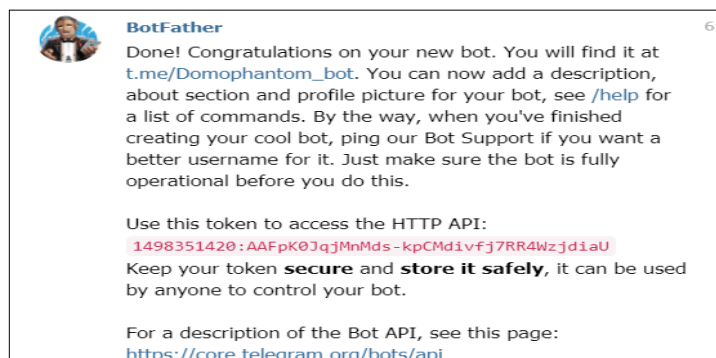 BotFather
6
Done! Congratulations on your new bot. You will find it at
t.me/Domophantom_bot. You can now add a description,
about section and profile picture for your bot, see /help for
a list of commands. By the way, when you've finished
creating your cool bot, ping our Bot Support if you want a
better username for it. Just make sure the bot is fully
operational before you do this.
Use this token to access the HTTP API:
1498351420:AAFpK0JqjMnMds-kpCMdivfj7RR4WzjdiaU
Keep your token secure and store it safely, it can be used
by anyone to control your bot.
For a description of the Bot API, see this page:
https://core.telegram.org/bots/api